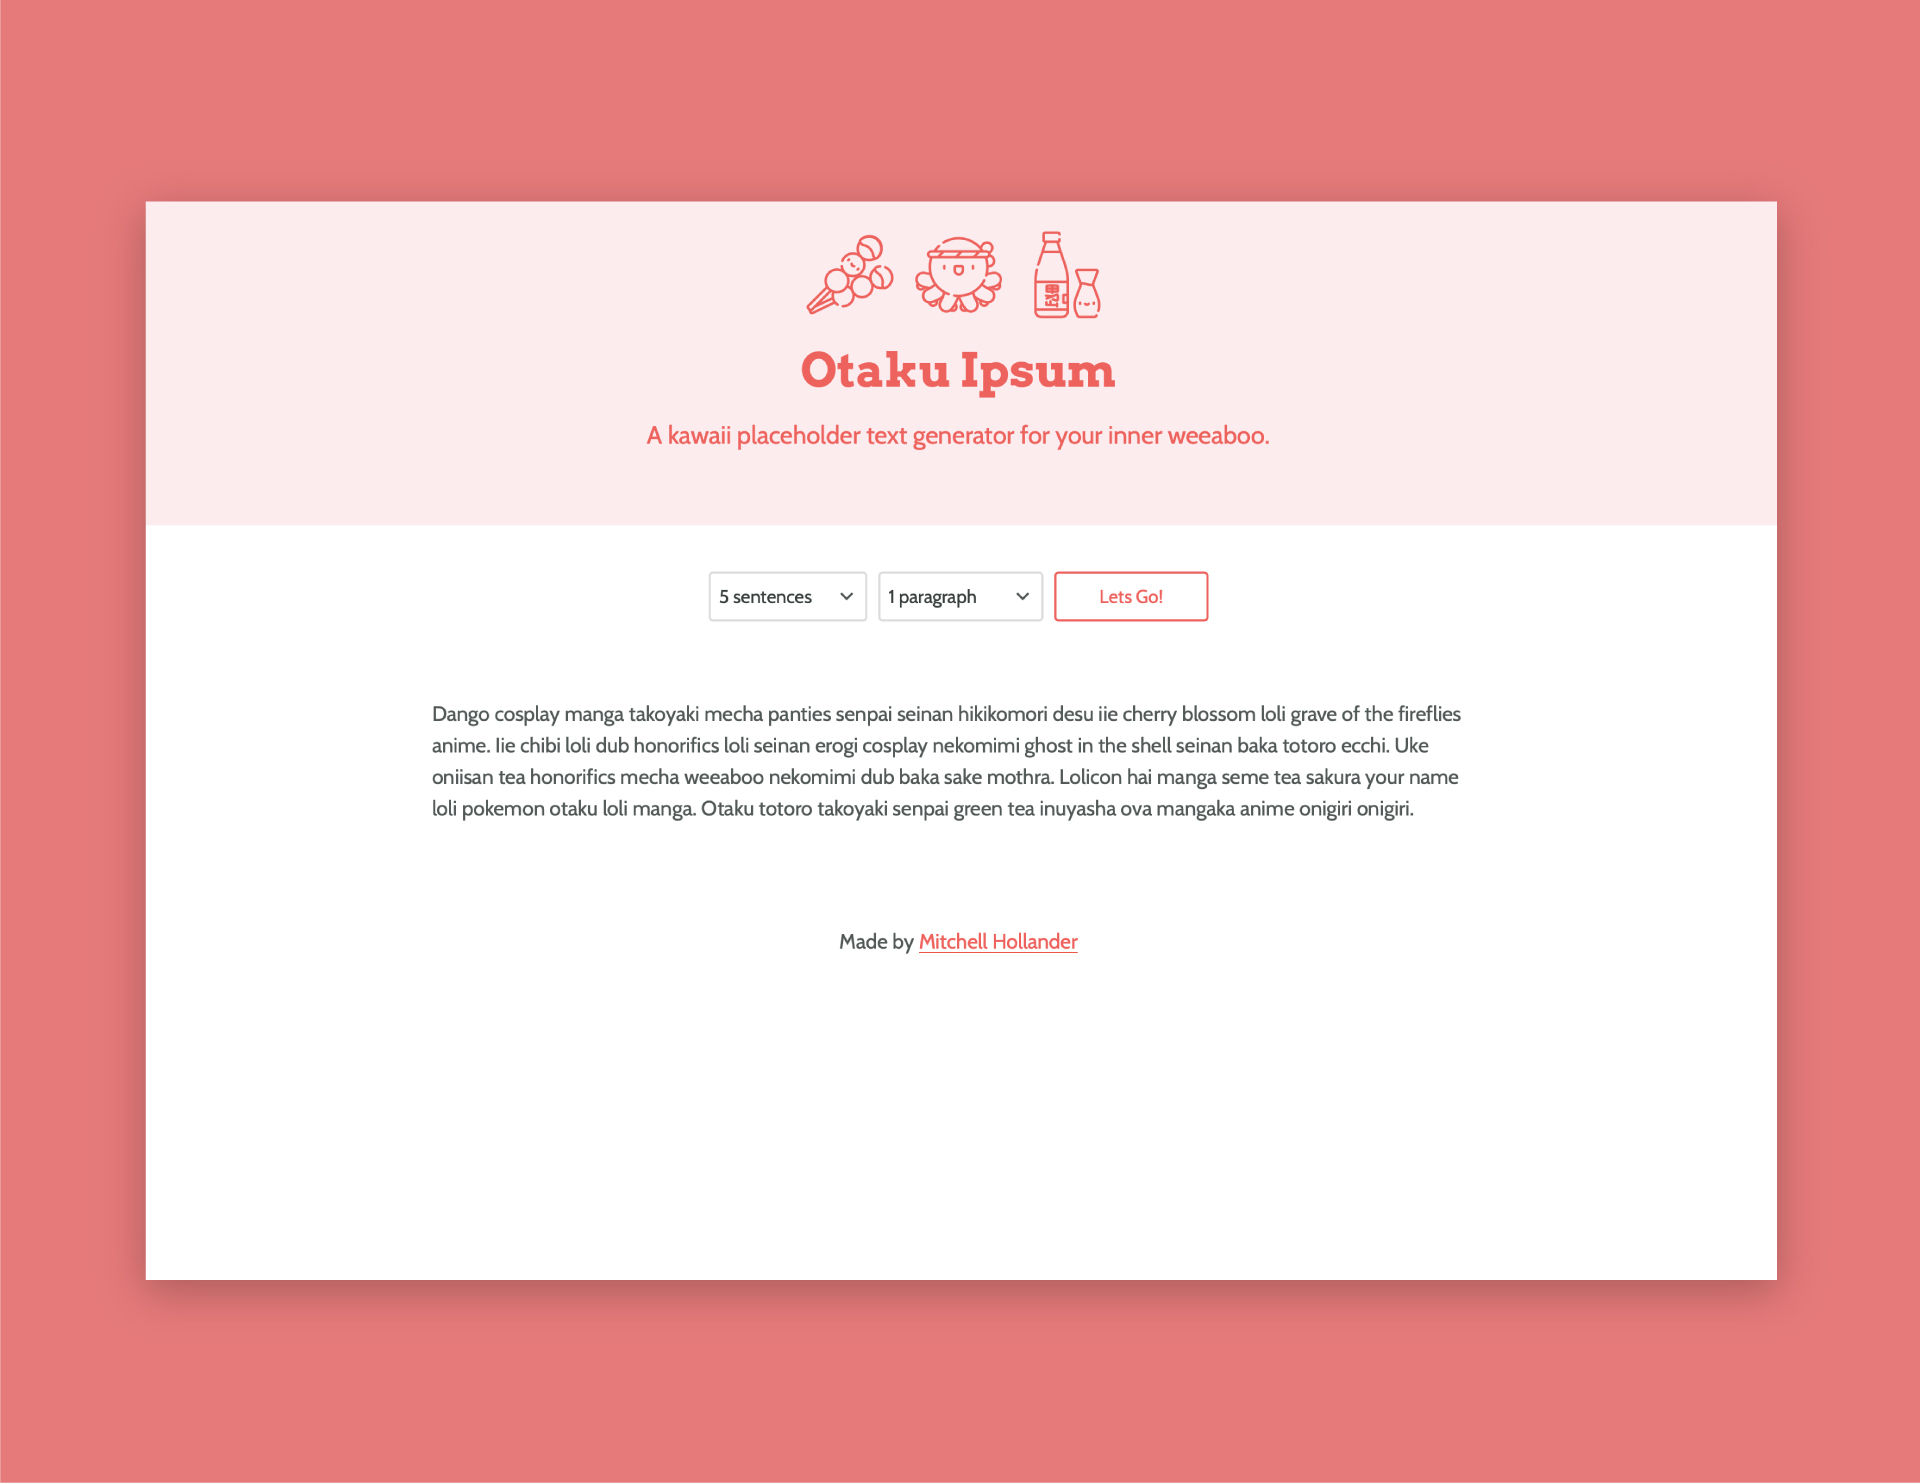 Otaku Ipsum
A kawaii placeholder text generator for your inner weeaboo.
5 sentences
1 paragraph
Lets Go!
Dango cosplay manga takoyaki mecha panties senpai seinan hikikomori desu iie cherry blossom loli grave of the fireflies
anime. Iie chibi loli dub honorifics loli seinan erogi cosplay nekomimi ghost in the shell seinan baka totoro ecchi. Uke
oniisan tea honorifics mecha weeaboo nekomimi dub baka sake mothra. Lolicon hai manga seme tea sakura your name
loli pokemon otaku loli manga. Otaku totoro takoyaki senpai green tea inuyasha ova mangaka anime onigiri onigiri.
Made by Mitchell Hollander